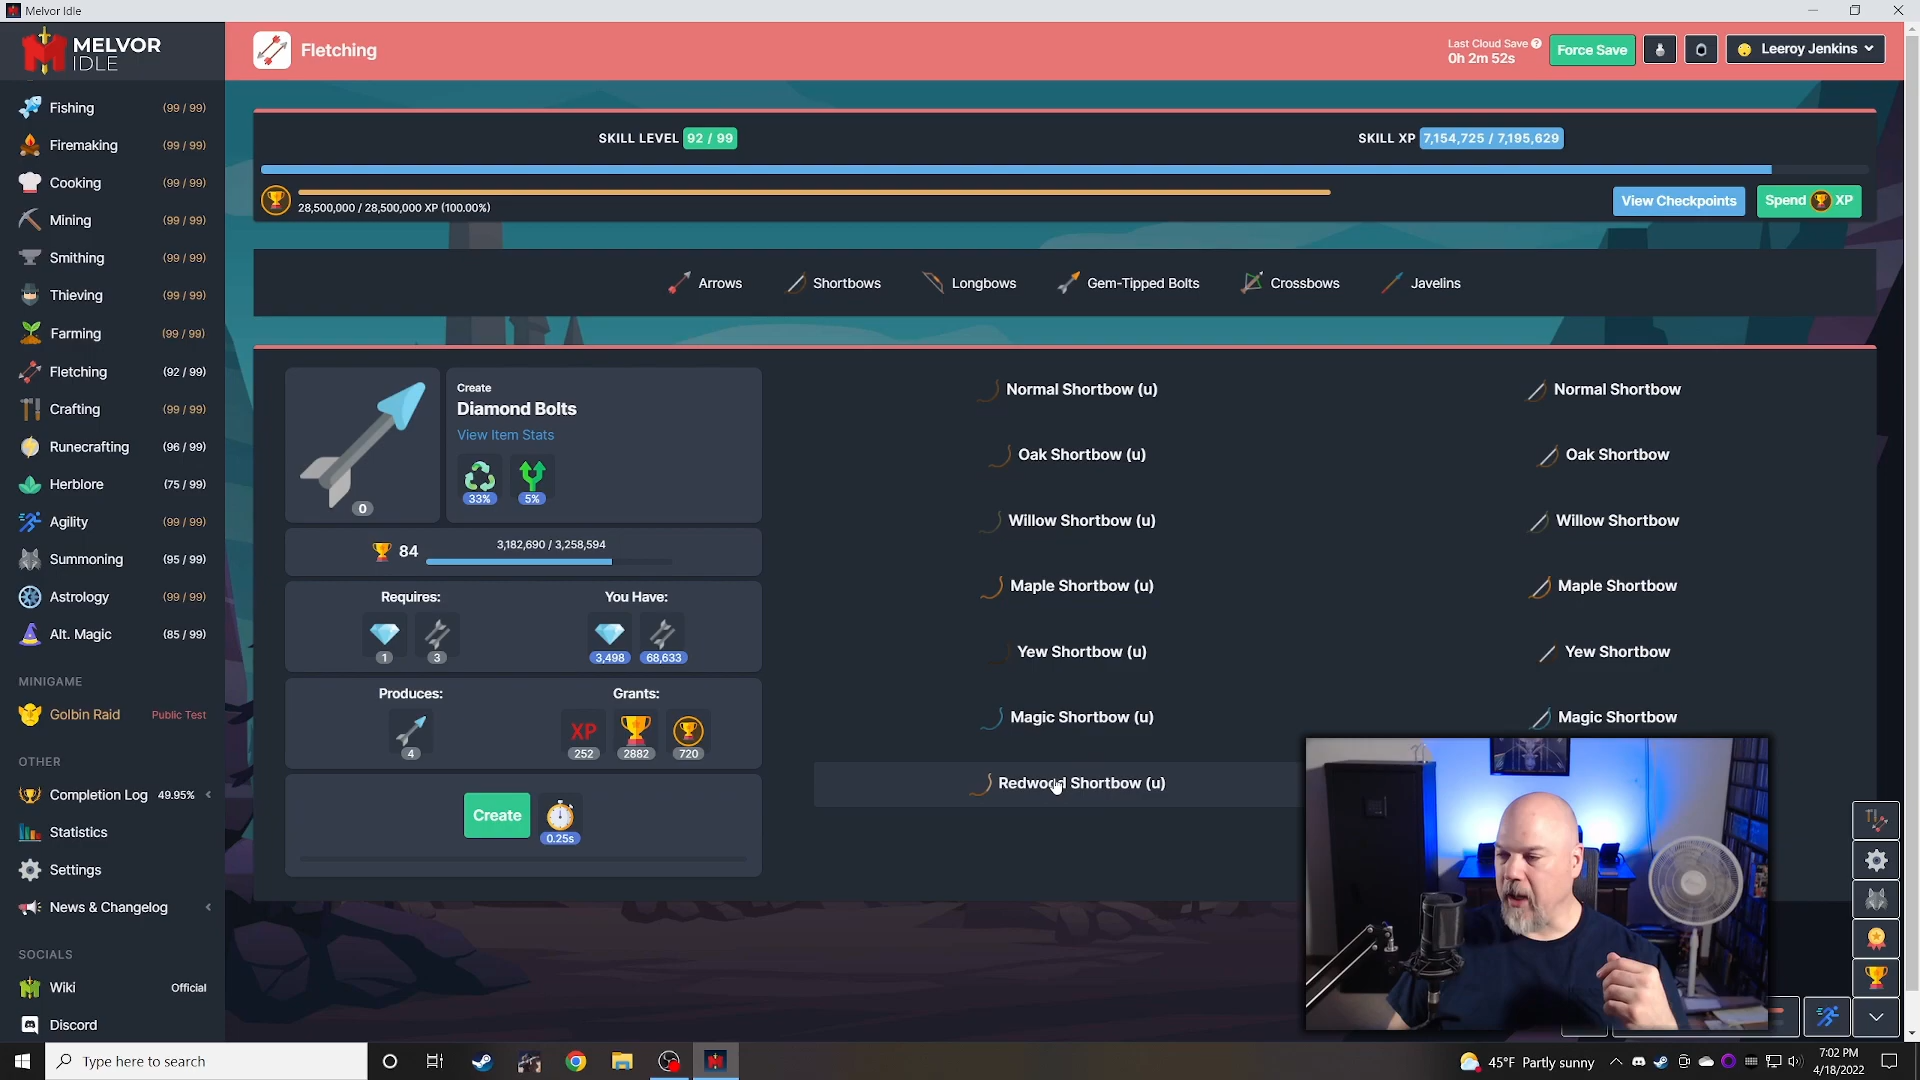 Melvor Idle
MELVOR
IDLE
Fletching
Last Cloud Save
0h 2m 52s
Force Save
Leeroy Jenkins
Fishing (99 / 99)
Firemaking (99 / 99)
Cooking (99 / 99)
Mining (99 / 99)
Smithing (99 / 99)
Thieving (99 / 99)
Farming (99 / 99)
Fletching (92 / 99)
Crafting (99 / 99)
Runecrafting (96 / 99)
Herblore (75 / 99)
Agility (99 / 99)
Summoning (95 / 99)
Astrology (99 / 99)
Alt. Magic (85 / 99)
MINIGAME
Golbin Raid Public Test
OTHER
Completion Log 49.95%
Statistics
Settings
News & Changelog
SOCIALS
Wiki Official
Discord
SKILL LEVEL 92 / 99
SKILL XP 7,154,725 / 7,195,629
28,500,000 / 28,500,000 XP (100.00%)
View Checkpoints
Spend XP
Arrows
Shortbows
Longbows
Gem-Tipped Bolts
Crossbows
Javelins
Create
Diamond Bolts
View Item Stats
33% 5%
0
84
3,182,690 / 3,258,594
Requires: You Have:
1 3 3,498 68,633
Produces: Grants:
XP
4 252 2882 720
Create
0.25s
Normal Shortbow (u) Normal Shortbow
Oak Shortbow (u) Oak Shortbow
Willow Shortbow (u) Willow Shortbow
Maple Shortbow (u) Maple Shortbow
Yew Shortbow (u) Yew Shortbow
Magic Shortbow (u) Magic Shortbow
Redwood Shortbow (u)
Type here to search
45°F Partly sunny
7:02 PM
4/18/2022